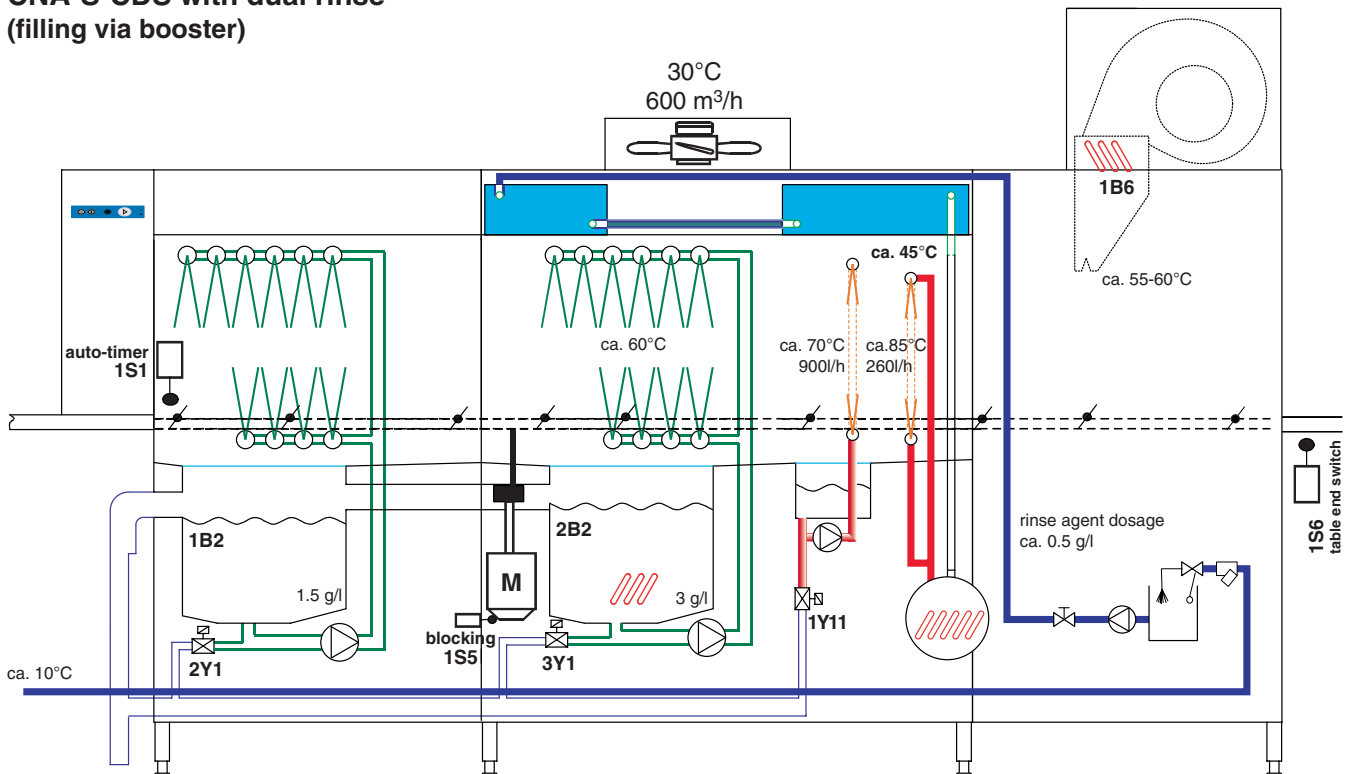 (filling via booster)
30°C
600 m³/h
1B6
ca. 45°C
ca. 55-60°C
auto-timer
1S1
ca. 60°C
ca. 70°C
900l/h
ca.85°C
260l/h
1S6
table end switch
rinse agent dosage
ca. 0.5 g/l
1B2
2B2
1.5 g/l
M
3 g/l
1Y11
blocking
1S5
2Y1
3Y1
ca. 10°C